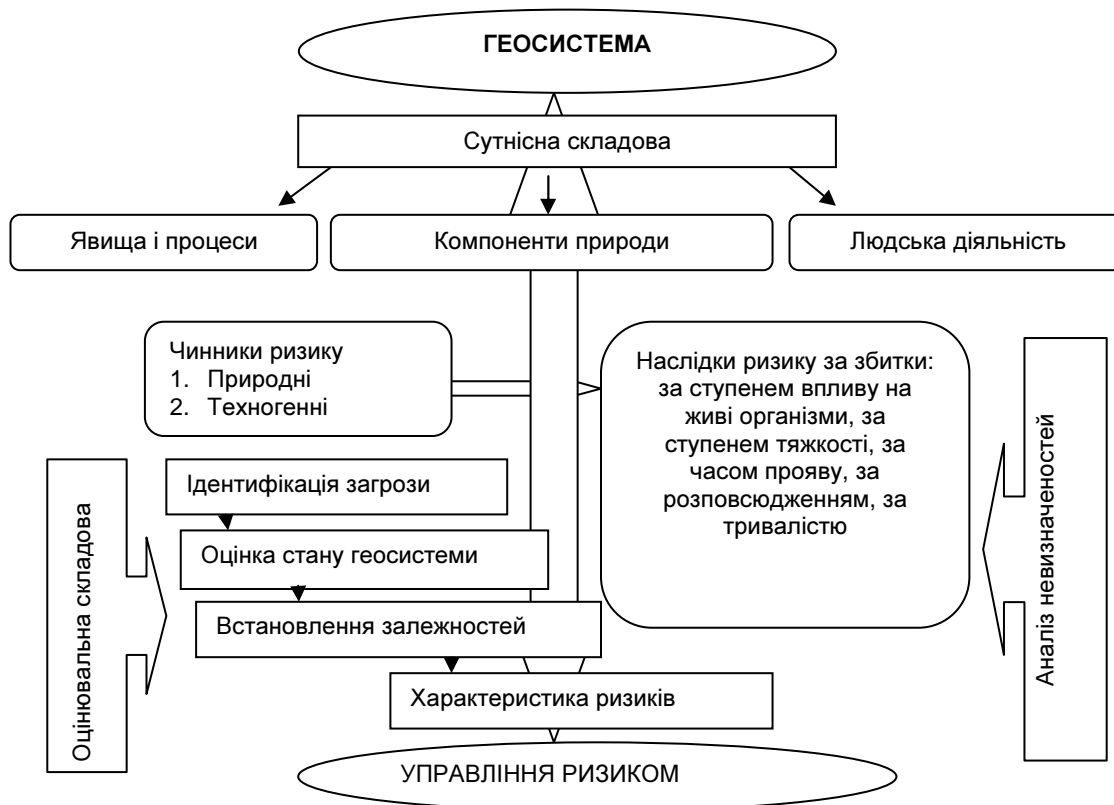 ГЕОСИСТЕМА
Сутнісна складова
Явища і процеси
Компоненти природи
Людська діяльність
Чинники ризику
1. Природні
2. Техногенні
Наслідки ризику за збитки:
за ступенем впливу на
живі організми, за
ступенем тяжкості, за
часом прояву, за
розповсюдженням, за
тривалістю
Оцінювальна складова
Ідентифікація загрози
Оцінка стану геосистеми
Встановлення залежностей
Характеристика ризиків
Аналіз невизначеностей
УПРАВЛІННЯ РИЗИКОМ